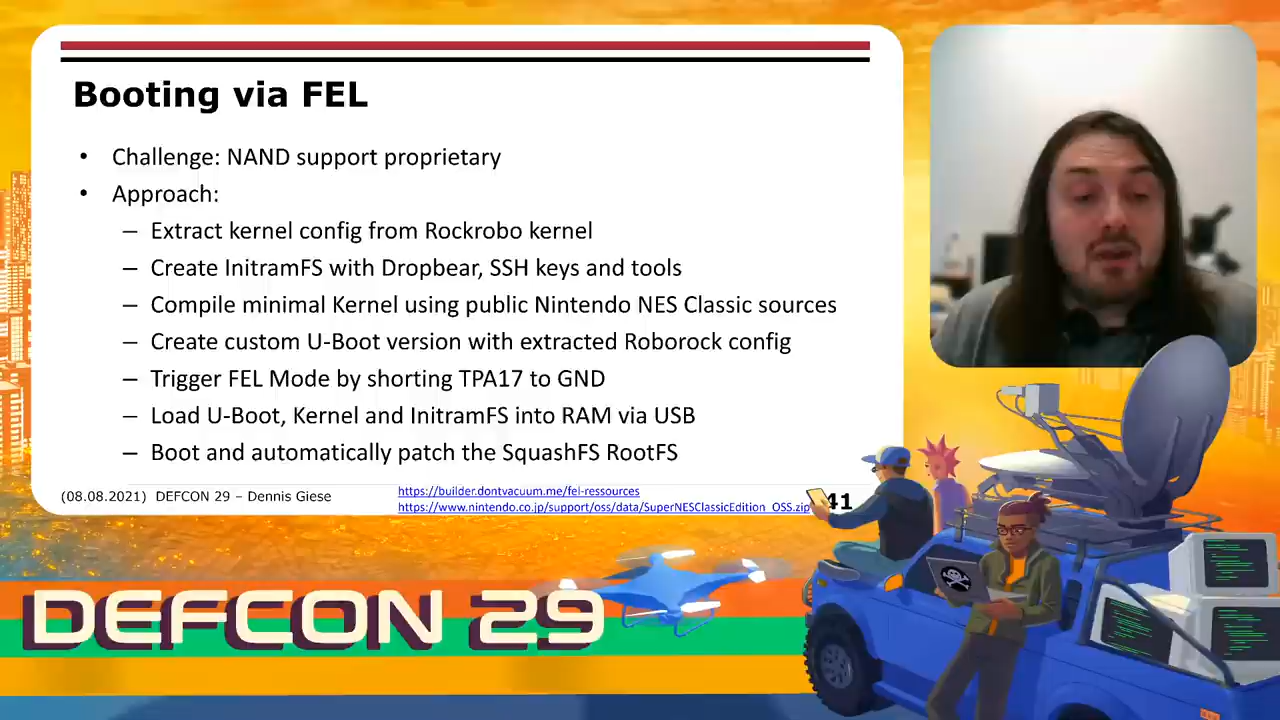 Booting via FEL
• Challenge: NAND support proprietary
• Approach:
– Extract kernel config from Rockrobo kernel
– Create InitramFS with Dropbear, SSH keys and tools
– Compile minimal Kernel using public Nintendo NES Classic sources
– Create custom U-Boot version with extracted Roborock config
– Trigger FEL Mode by shorting TPA17 to GND
– Load U-Boot, Kernel and InitramFS into RAM via USB
– Boot and automatically patch the SquashFS RootFS
(08.08.2021) DEFCON 29 – Dennis Giese
https://builder.dontvacuum.me/fel-ressources
https://www.nintendo.co.jp/support/oss/data/SuperNESClassicEdition_OSS.zip
41
DEFCON 29